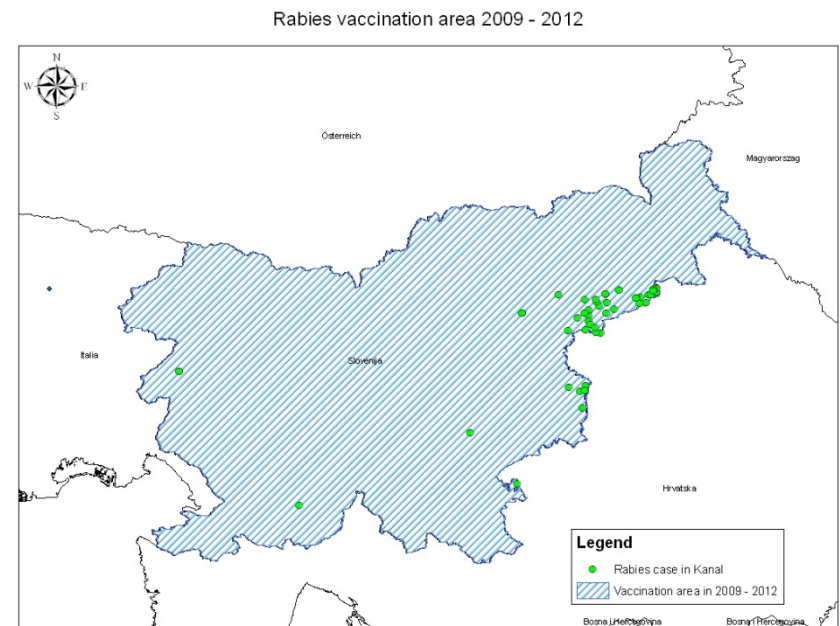 Rabies vaccination area 2009 - 2012
N
W E
S
Österreich
Magyarország
Italia
Slovenija
Hrvatska
Legend
Rabies case in Kanal
Vaccination area in 2009 - 2012
Bosna i Hercegovina
Bosna i Hercegovina